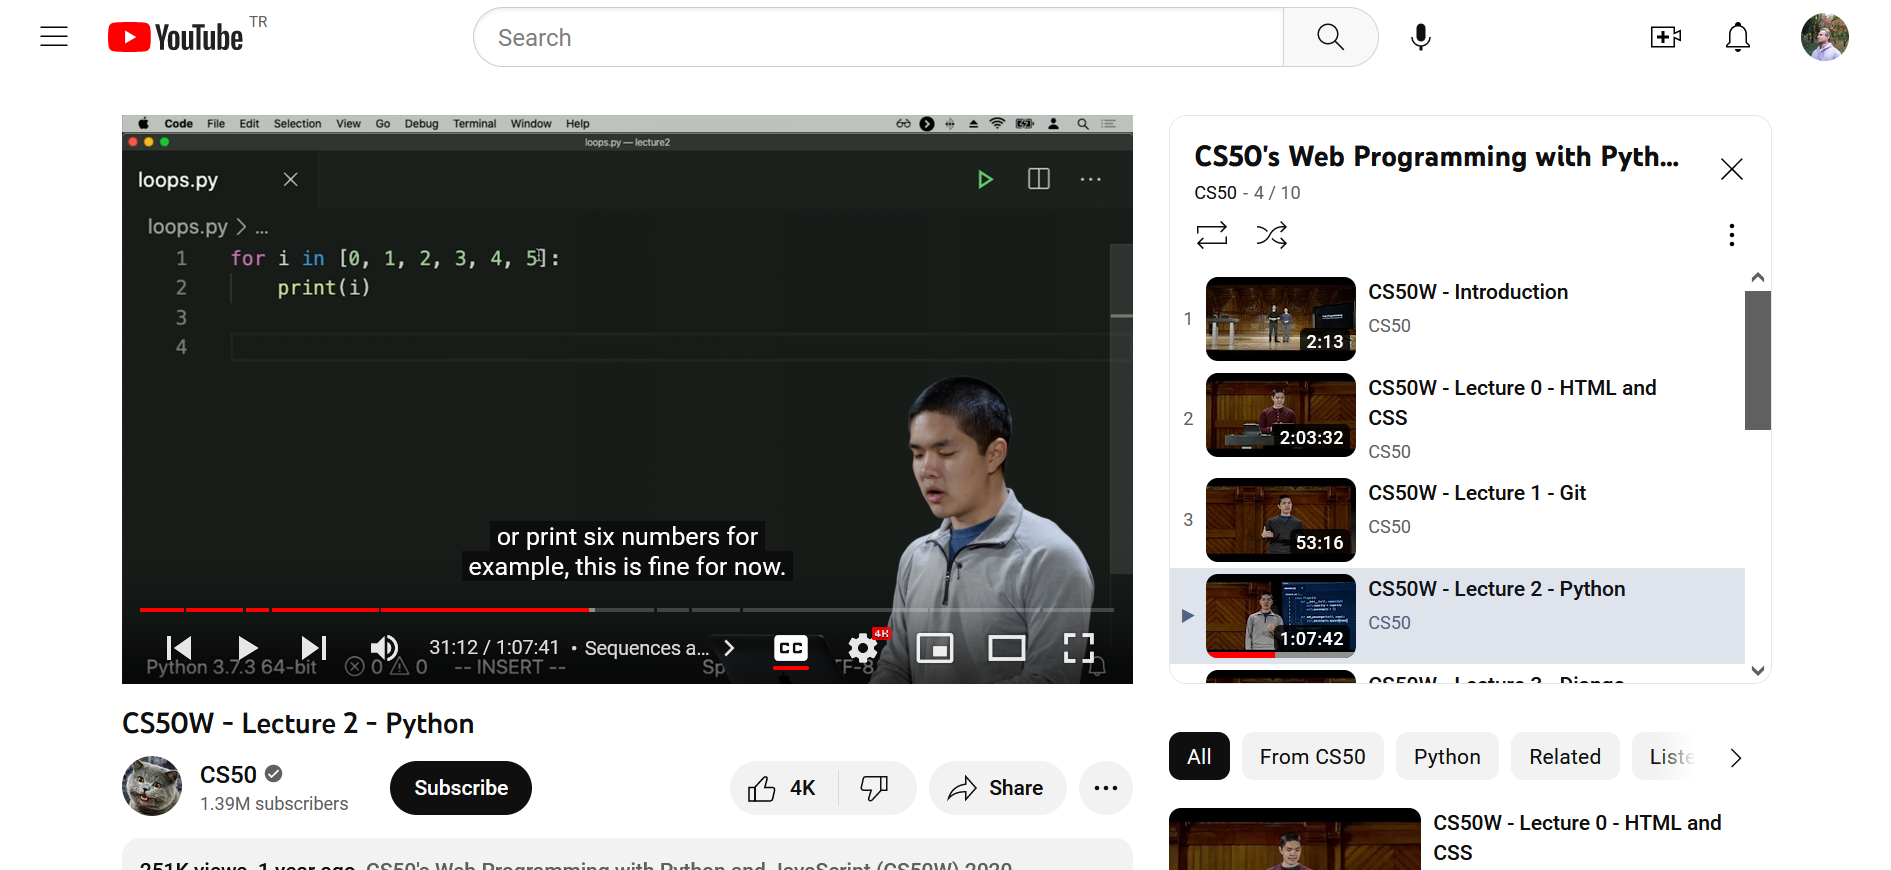 YouTube TR
Search
Code File Edit Selection View Go Debug Terminal Window Help
loops.py — lecture2
loops.py
loops.py > ...
1 for i in [0, 1, 2, 3, 4, 5]:
2 print(i)
3
4
or print six numbers for
example, this is fine for now.
31:12 / 1:07:41 • Sequences a...
CC
4K
Python 3.7.3 64-bit 0 0 -- INSERT --
CS50W - Lecture 2 - Python
CS50
1.39M subscribers
Subscribe
4K
Share
251K views 1 year ago CS50's Web Programming with Python and JavaScript (CS50W) 2020
CS50's Web Programming with Pyth...
CS50 - 4 / 10
1
2:13
CS50W - Introduction
CS50
2
2:03:32
CS50W - Lecture 0 - HTML and
CSS
CS50
3
53:16
CS50W - Lecture 1 - Git
CS50
1:07:42
CS50W - Lecture 2 - Python
CS50
CS50W - Lecture 3 - Django
All
From CS50
Python
Related
Liste
CS50W - Lecture 0 - HTML and
CSS